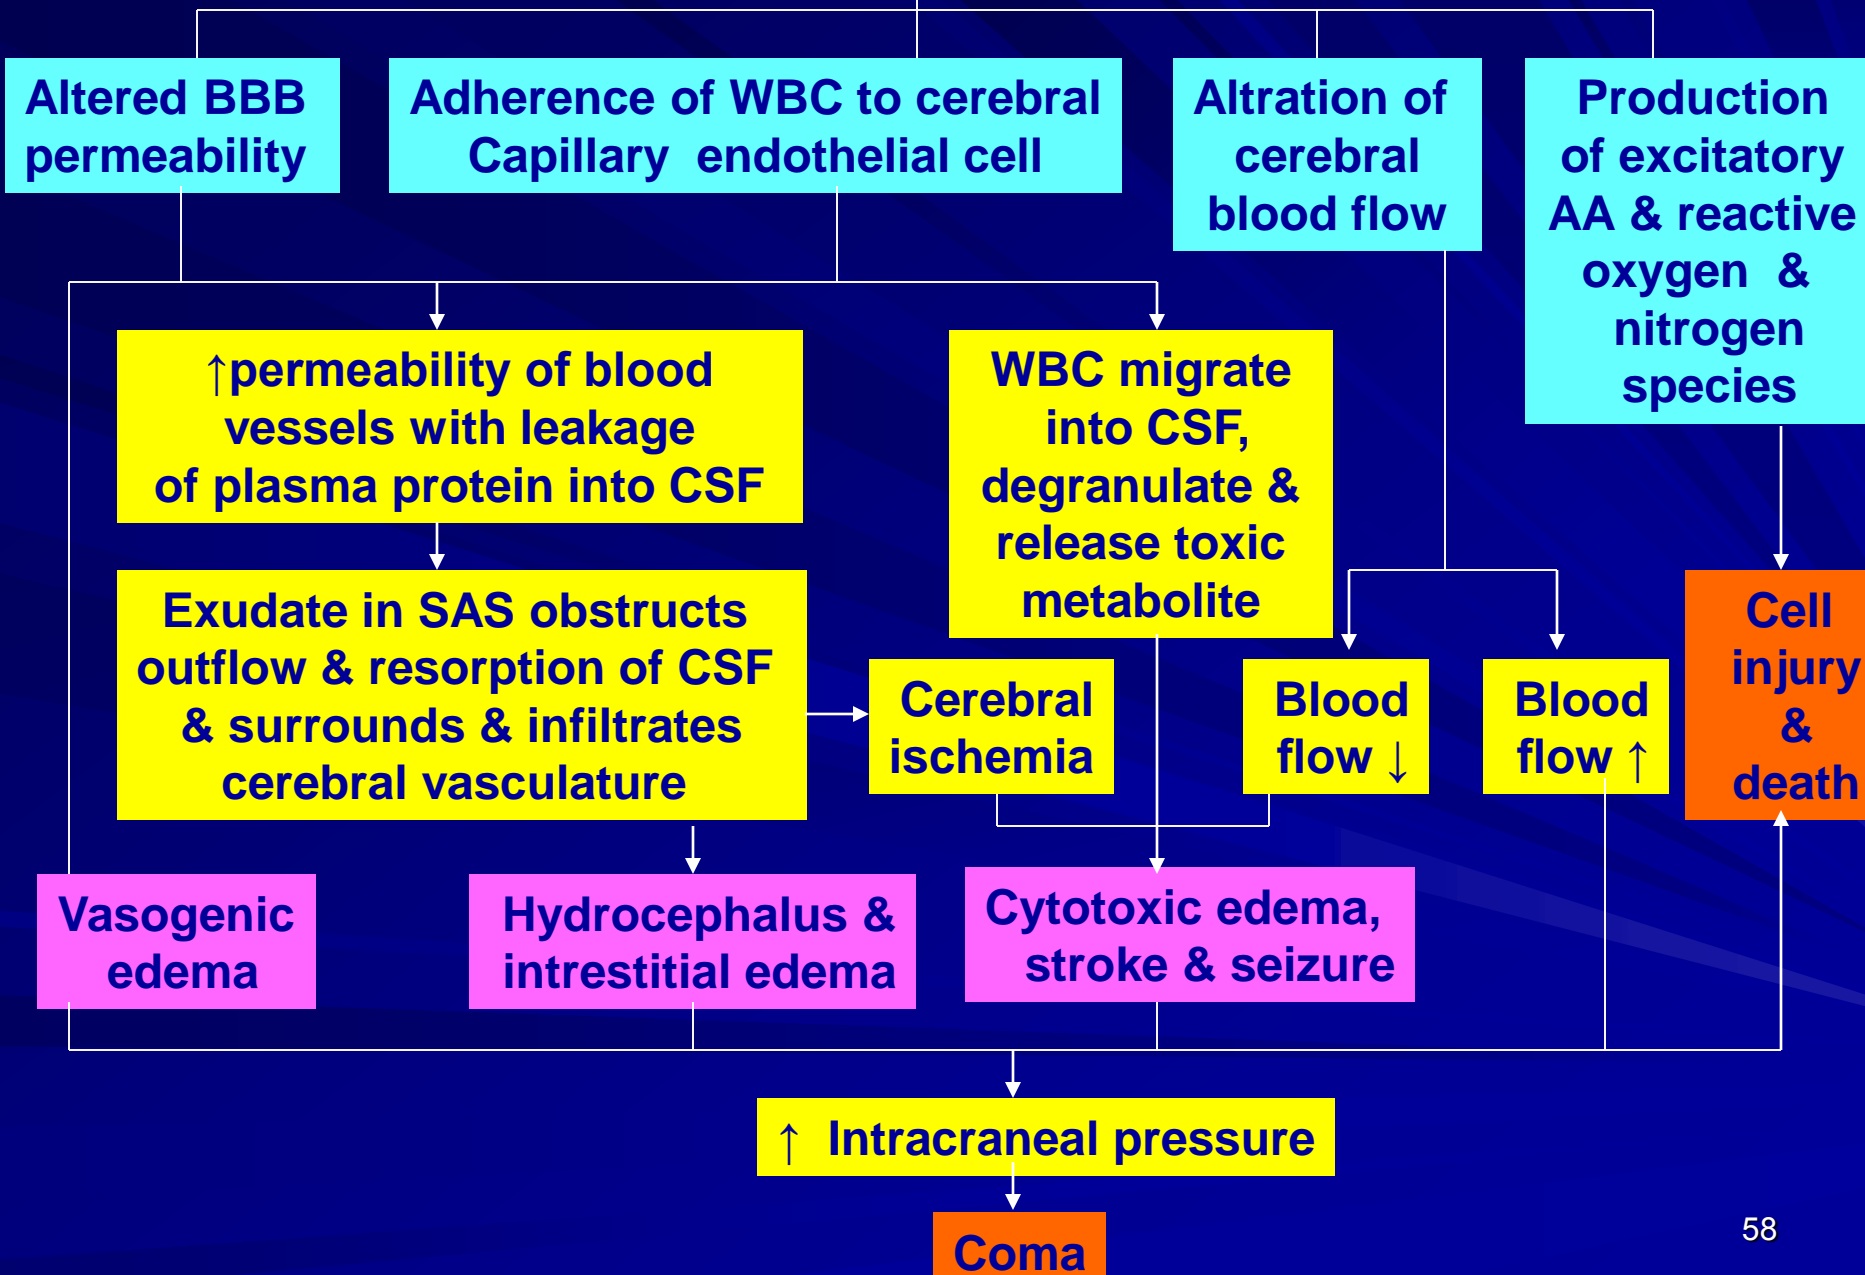 Altered BBB
permeability
Adherence of WBC to cerebral
Capillary endothelial cell
Altration of
cerebral
blood flow
Production
of excitatory
AA & reactive
oxygen &
nitrogen
species
↑permeability of blood
vessels with leakage
of plasma protein into CSF
WBC migrate
into CSF,
degranulate &
release toxic
metabolite
Exudate in SAS obstructs
outflow & resorption of CSF
& surrounds & infiltrates
cerebral vasculature
Cerebral
ischemia
Blood
flow ↓
Blood
flow ↑
Cell
injury
&
death
Vasogenic
edema
Hydrocephalus &
intrestitial edema
Cytotoxic edema,
stroke & seizure
↑ Intracraneal pressure
Coma
58